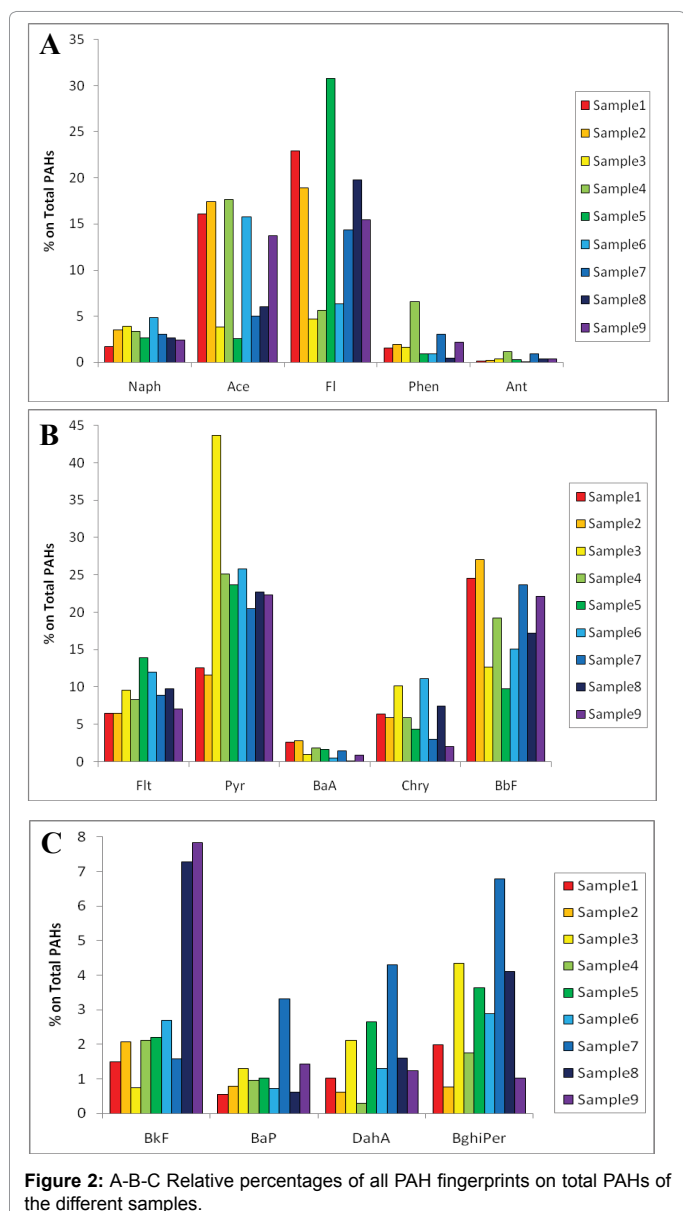 A
% on Total PAHs
35
30
25
20
15
10
5
0
Naph Ace Fl Phen Ant
Sample1
Sample2
Sample3
Sample4
Sample5
Sample6
Sample7
Sample8
Sample9
B
% on Total PAHs
45
40
35
30
25
20
15
10
5
0
Flt Pyr BaA Chry BbF
Sample1
Sample2
Sample3
Sample4
Sample5
Sample6
Sample7
Sample8
Sample9
C
% on Total PAHs
8
7
6
5
4
3
2
1
0
BkF BaP DahA BghiPer
Sample1
Sample2
Sample3
Sample4
Sample5
Sample6
Sample7
Sample8
Sample9
Figure 2: A-B-C Relative percentages of all PAH fingerprints on total PAHs of
the different samples.